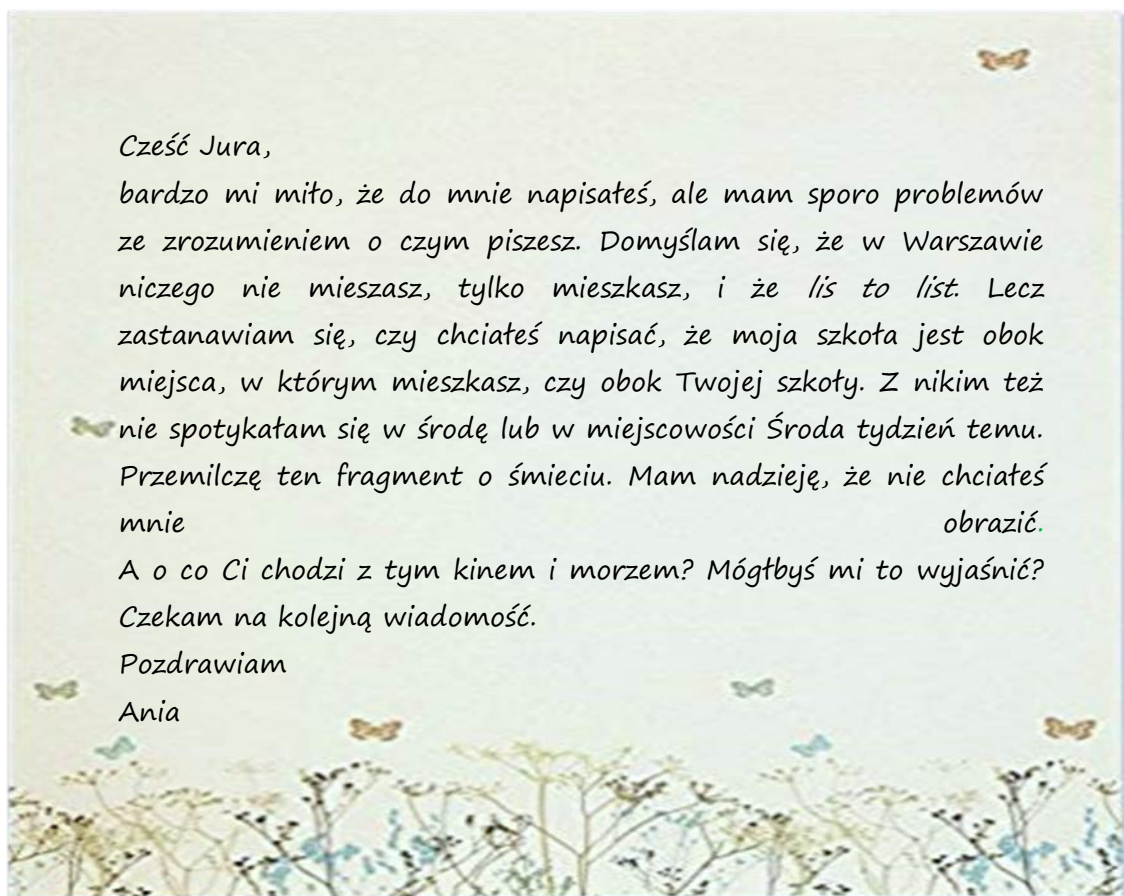 Cześć Jura,
bardzo mi miło, że do mnie napisałeś, ale mam sporo problemów
ze zrozumieniem o czym piszesz. Domyślam się, że w Warszawie
niczego nie mieszasz, tylko mieszkasz, i że lis to list. Lecz
zastanawiam się, czy chciałeś napisać, że moja szkoła jest obok
miejsca, w którym mieszkasz, czy obok Twojej szkoły. Z nikim też
nie spotykałam się w środę lub w miejscowości Środa tydzień temu.
Przemilczę ten fragment o śmieciu. Mam nadzieję, że nie chciałeś
mnie obrazić.
A o co Ci chodzi z tym kinem i morzem? Mógłbyś mi to wyjaśnić?
Czekam na kolejną wiadomość.
Pozdrawiam
Ania